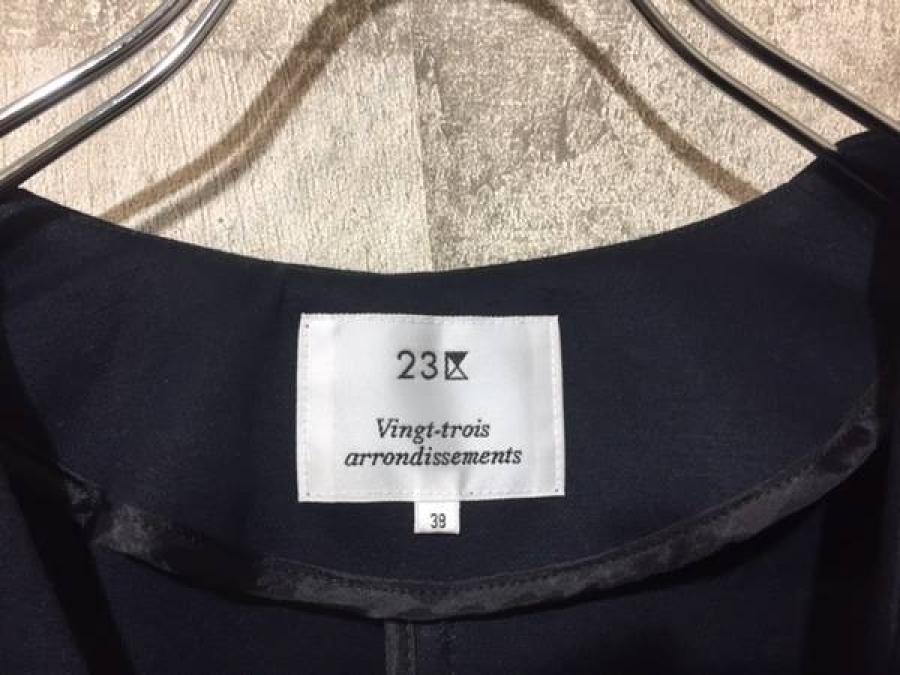 23区
Vingt-trois
arrondissements
38